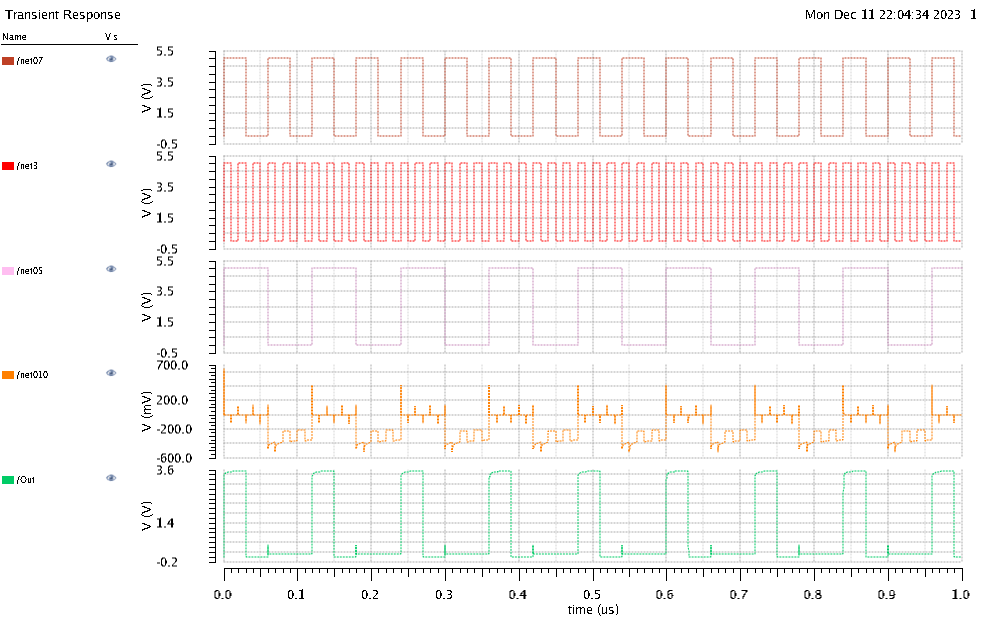 Transient Response
Mon Dec 11 22:04:34 2023 1
Name
V s
/net07
V (V)
5.5
3.5
1.5
-0.5
/net3
V (V)
5.5
3.5
1.5
-0.5
/net05
V (V)
5.5
3.5
1.5
-0.5
/net010
V (mV)
700.0
200.0
-200.0
-600.0
/Out
V (V)
3.6
1.4
-0.2
0.0 0.1 0.2 0.3 0.4 0.5 0.6 0.7 0.8 0.9 1.0
time (us)